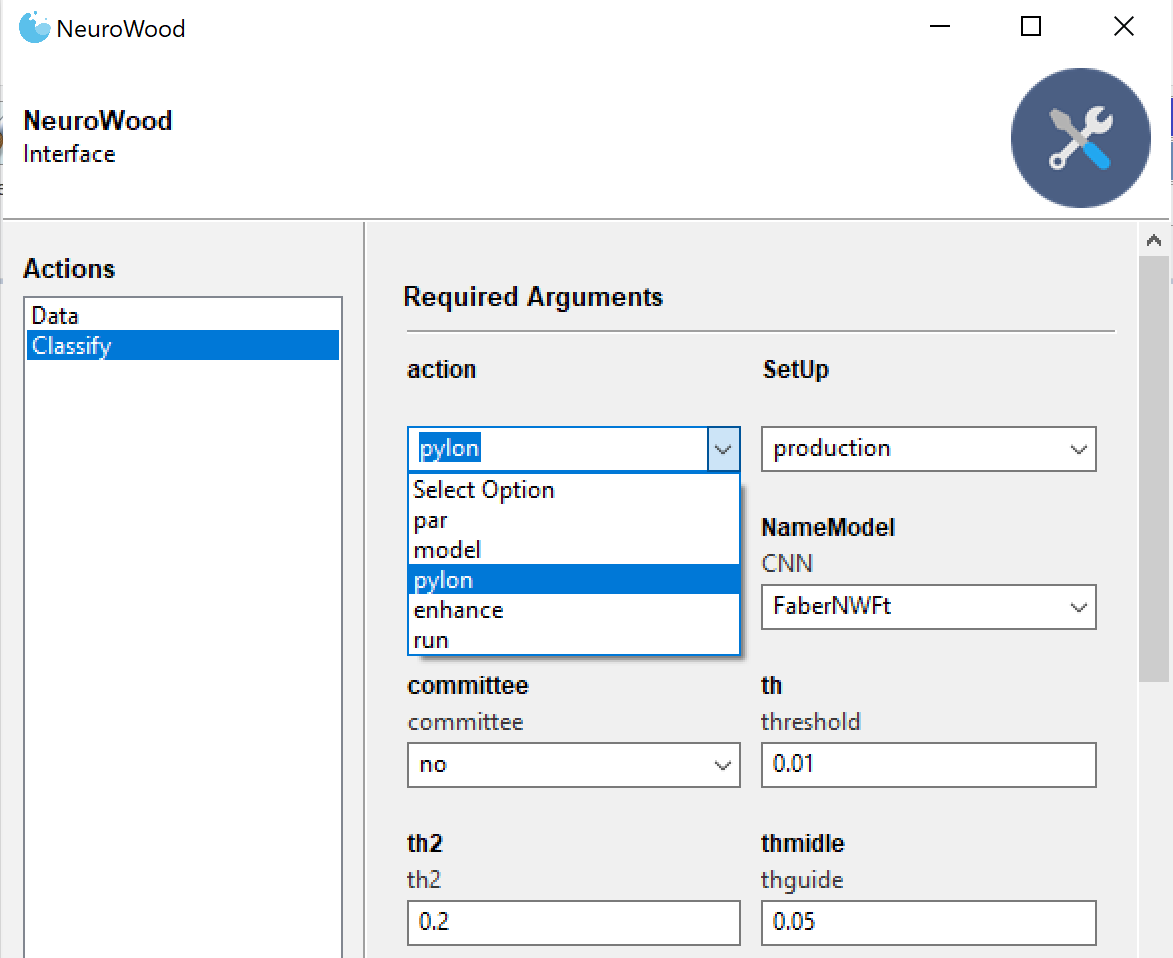 NeuroWood
NeuroWood
Interface
Actions
Data
Classify
Required Arguments
action
SetUp
pylon
production
Select Option
par
model
pylon
enhance
run
NameModel
CNN
FaberNWFt
committee
committee
no
th
threshold
0.01
th2
th2
0.2
thmidle
thguide
0.05